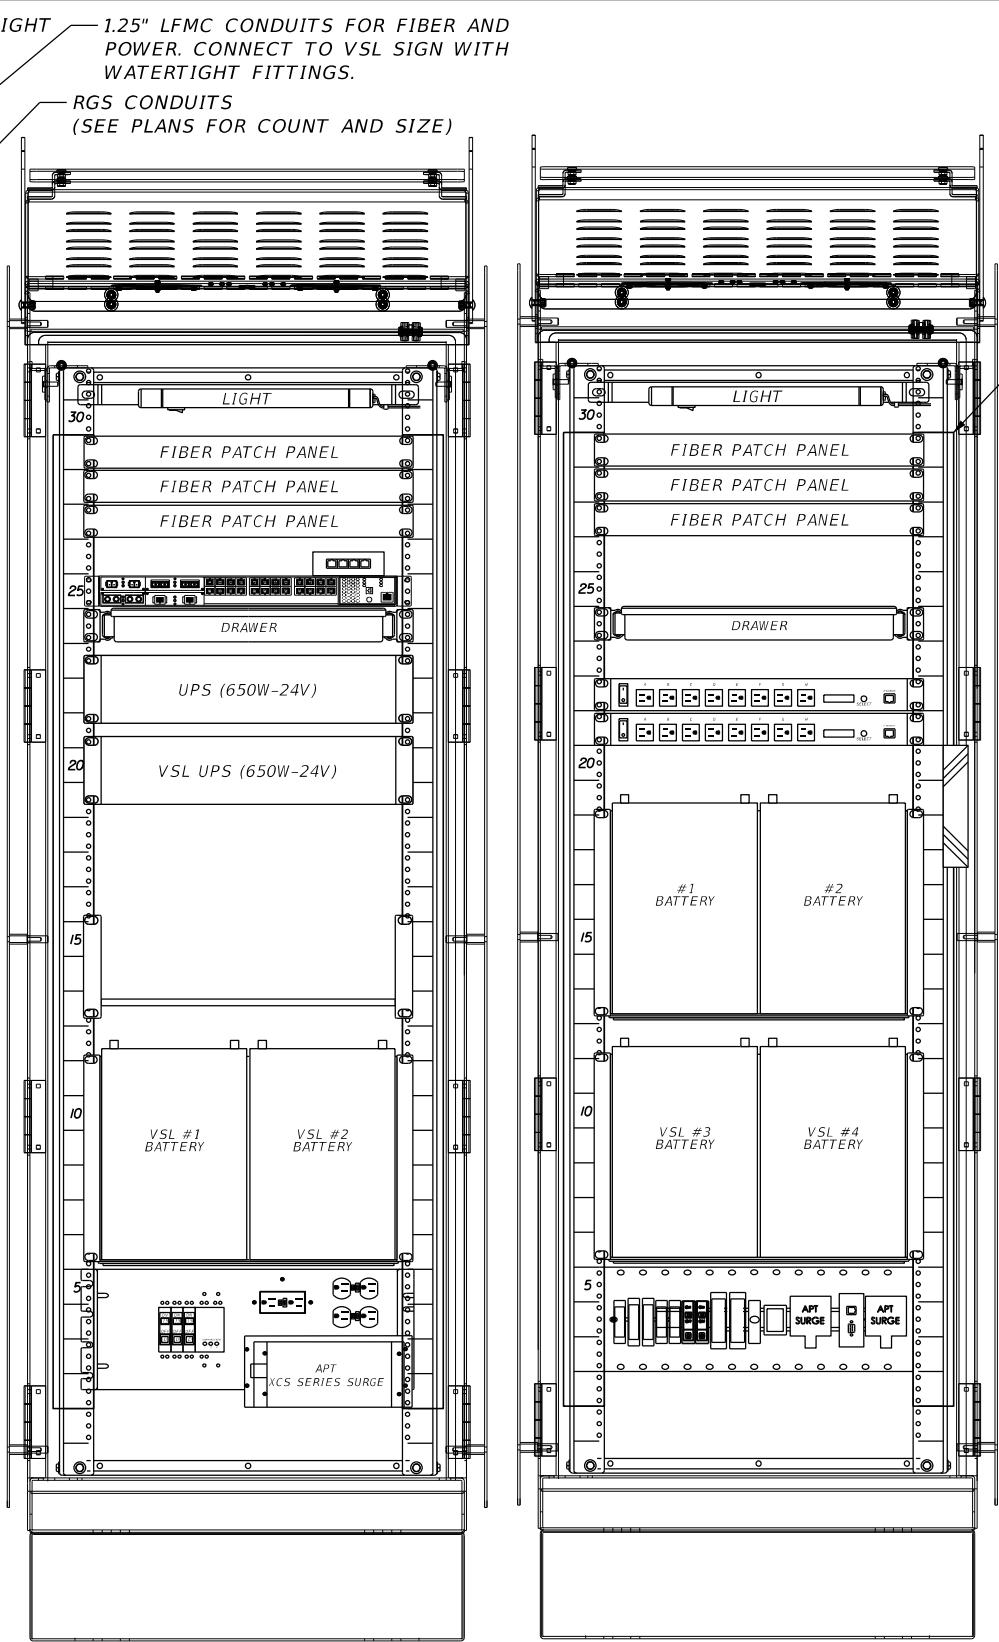 IGHT
1.25" LFMC CONDUITS FOR FIBER AND
POWER. CONNECT TO VSL SIGN WITH
WATERTIGHT FITTINGS.
RGS CONDUITS
(SEE PLANS FOR COUNT AND SIZE)
LIGHT
30
FIBER PATCH PANEL
FIBER PATCH PANEL
FIBER PATCH PANEL
25
DRAWER
UPS (650W-24V)
20
VSL UPS (650W-24V)
15
10
VSL #1
BATTERY
VSL #2
BATTERY
5
APT
XCS SERIES SURGE
LIGHT
30
FIBER PATCH PANEL
FIBER PATCH PANEL
FIBER PATCH PANEL
25
DRAWER
A B C D E F G H
SELECT
A B C D E F G H
SELECT
20
#1
BATTERY
#2
BATTERY
15
10
VSL #3
BATTERY
VSL #4
BATTERY
5
APT
SURGE
APT
SURGE